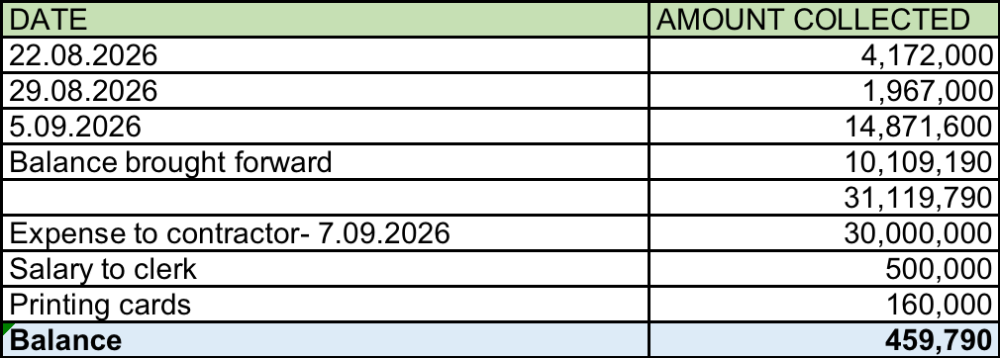 DATE AMOUNT COLLECTED
22.08.2026 4,172,000
29.08.2026 1,967,000
5.09.2026 14,871,600
Balance brought forward 10,109,190
31,119,790
Expense to contractor- 7.09.2026 30,000,000
Salary to clerk 500,000
Printing cards 160,000
Balance 459,790